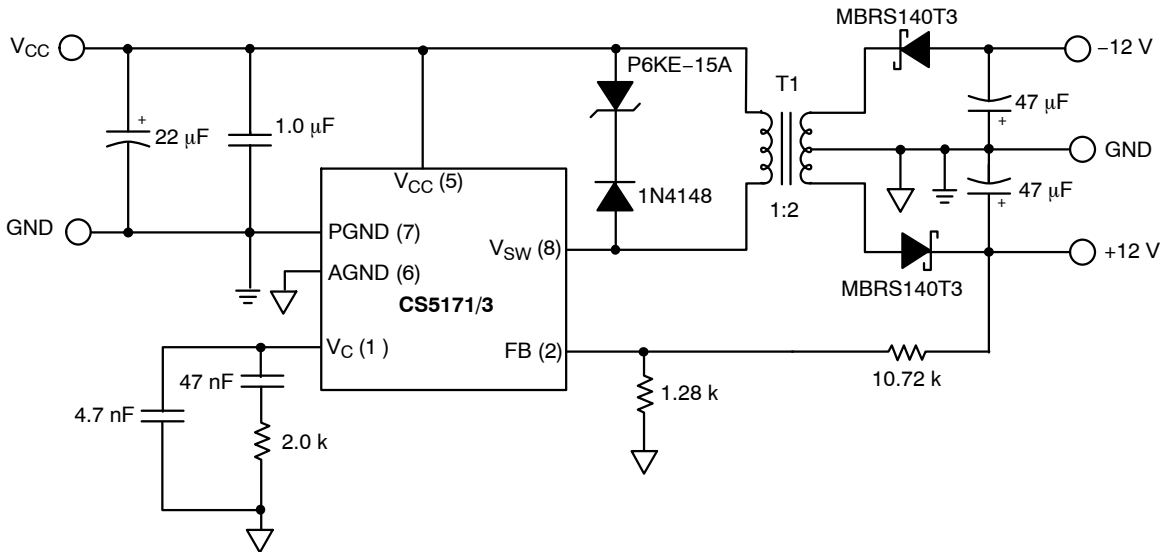 MBRS140T3
V_CC
P6KE−15A
−12 V
T1
+
22 μF
1.0 μF
47 μF
+
GND
V_CC (5)
1N4148
47 μF
+
1:2
GND
PGND (7)
V_SW (8)
+12 V
AGND (6)
MBRS140T3
CS5171/3
V_C (1 )
FB (2)
47 nF
10.72 k
4.7 nF
1.28 k
2.0 k